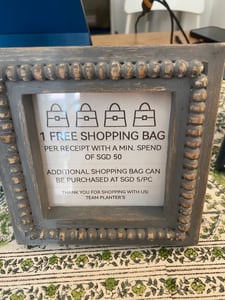 1 FREE SHOPPING BAG
PER RECEIPT WITH A MIN. SPEND
OF SGD 50
ADDITIONAL SHOPPING BAG CAN
BE PURCHASED AT SGD 5/PC
THANK YOU FOR SHOPPING WITH US!
TEAM PLANTER'S